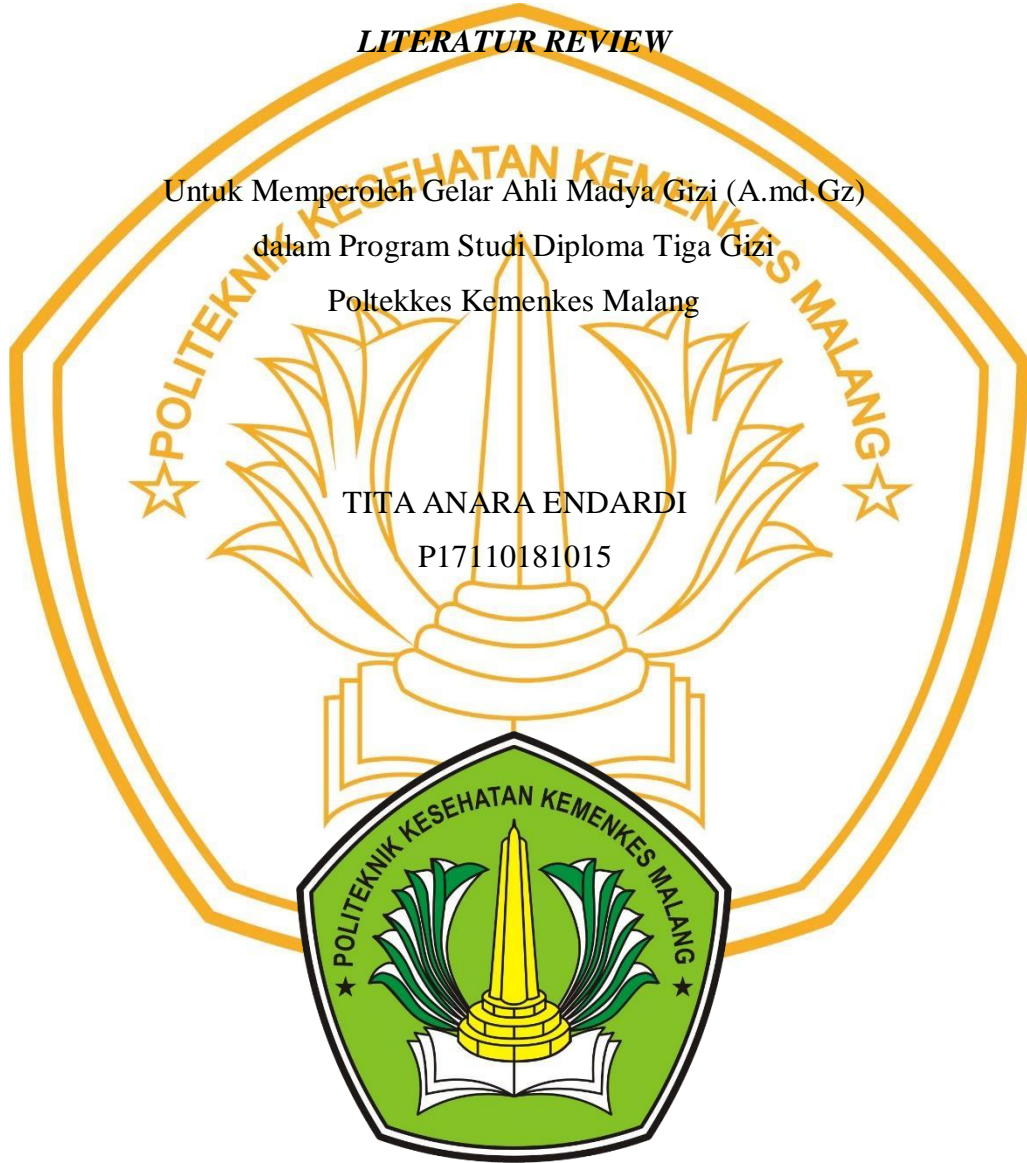 LITERATUR REVIEW
Untuk Memperoleh Gelar Ahli Madya Gizi (A.md.Gz)
dalam Program Studi Diploma Tiga Gizi
Poltekkes Kemenkes Malang
POLITEKNIK KESEHATAN KEMENKES MALANG
TITA ANARA ENDARDI
P17110181015
POLITEKNIK KESEHATAN KEMENKES MALANG